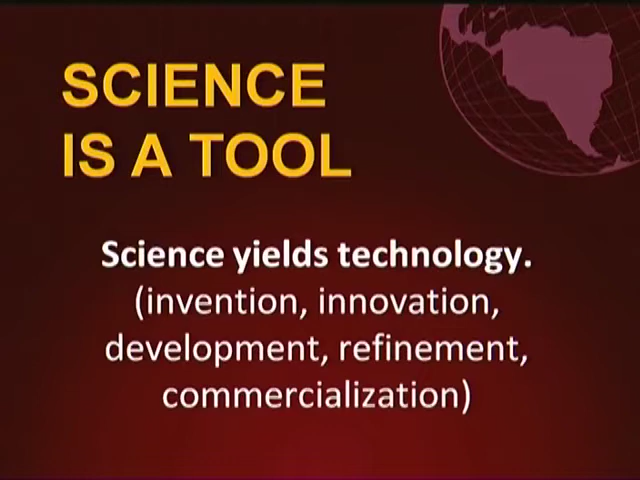 SCIENCE
IS A TOOL
Science yields technology.
(invention, innovation,
development, refinement,
commercialization)